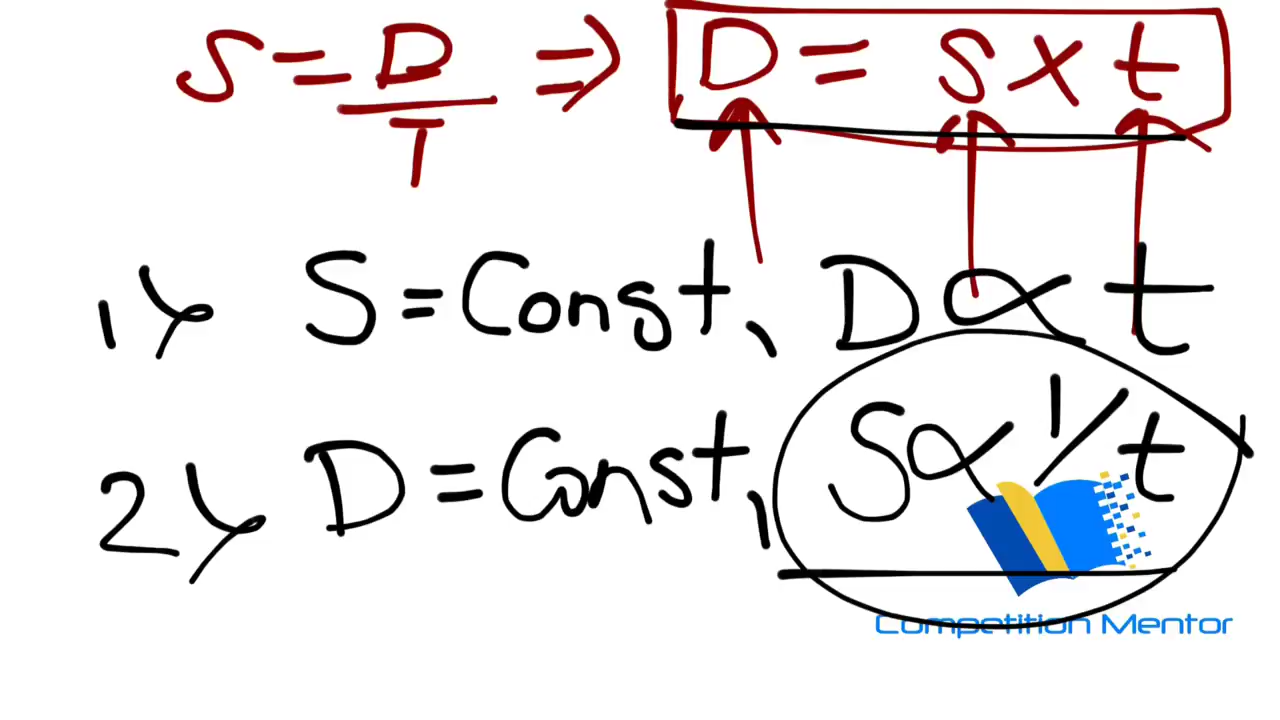 S = D/T ⇒ D = S × t
1) S = Const, D ∝ t
2) D = Const, S ∝ 1/t
Competition Mentor